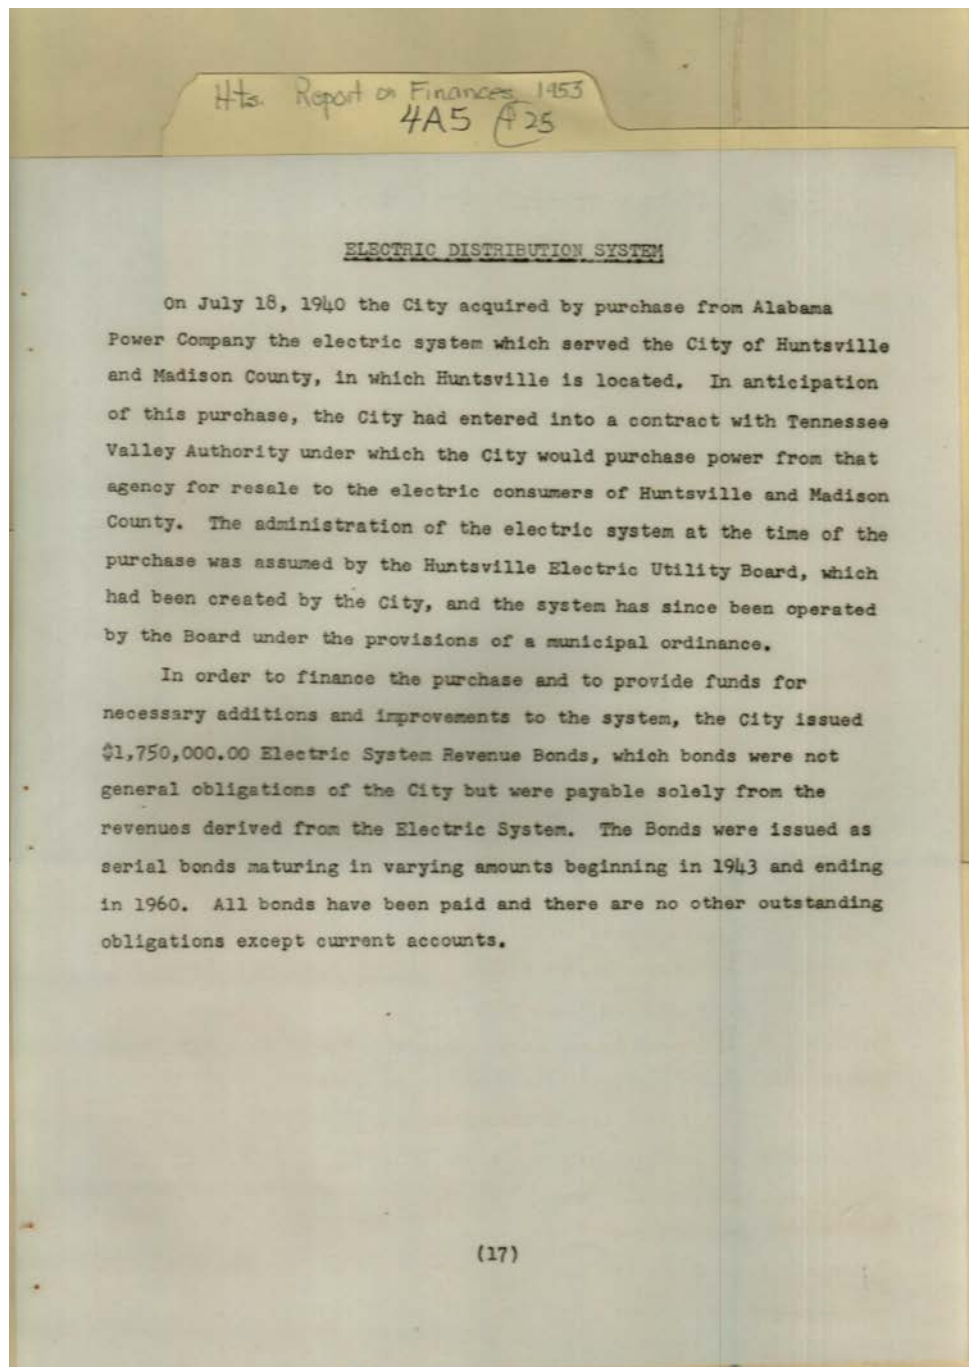 Hts. Report on Finances 1953
4A5 P25
ELECTRIC DISTRIBUTION SYSTEM
On July 18, 1940 the City acquired by purchase from Alabama
Power Company the electric system which served the City of Huntsville
and Madison County, in which Huntsville is located. In anticipation
of this purchase, the City had entered into a contract with Tennessee
Valley Authority under which the City would purchase power from that
agency for resale to the electric consumers of Huntsville and Madison
County. The administration of the electric system at the time of the
purchase was assumed by the Huntsville Electric Utility Board, which
had been created by the City, and the system has since been operated
by the Board under the provisions of a municipal ordinance.
In order to finance the purchase and to provide funds for
necessary additions and improvements to the system, the City issued
$1,750,000.00 Electric System Revenue Bonds, which bonds were not
general obligations of the City but were payable solely from the
revenues derived from the Electric System. The Bonds were issued as
serial bonds maturing in varying amounts beginning in 1943 and ending
in 1960. All bonds have been paid and there are no other outstanding
obligations except current accounts.
(17)